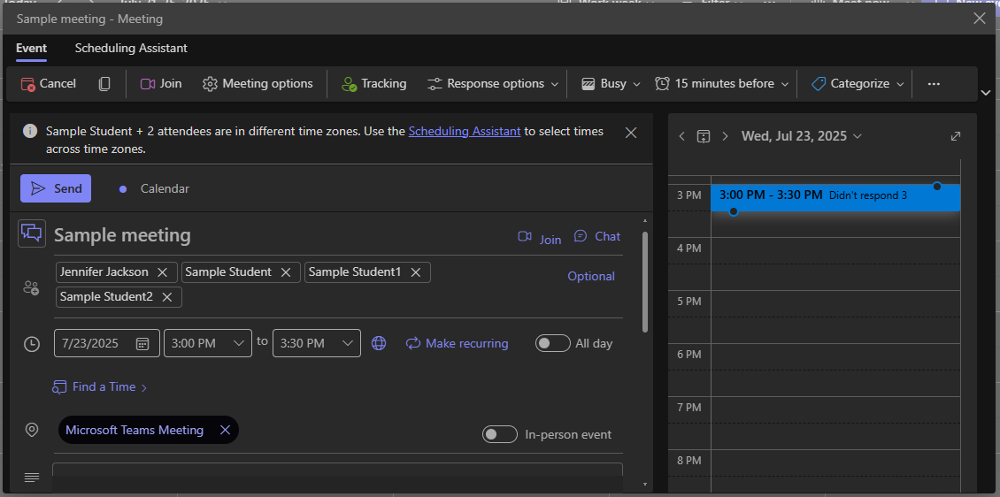 Sample meeting - Meeting
Event Scheduling Assistant
Cancel Join Meeting options Tracking Response options Busy 15 minutes before Categorize ...
Sample Student + 2 attendees are in different time zones. Use the Scheduling Assistant to select times
across time zones.
Send Calendar
Sample meeting Join Chat
Jennifer Jackson Sample Student Sample Student1
Sample Student2
Optional
7/23/2025 3:00 PM to 3:30 PM Make recurring All day
Find a Time
Microsoft Teams Meeting In-person event
Wed, Jul 23, 2025
3 PM 3:00 PM - 3:30 PM Didn't respond 3
4 PM
5 PM
6 PM
7 PM
8 PM